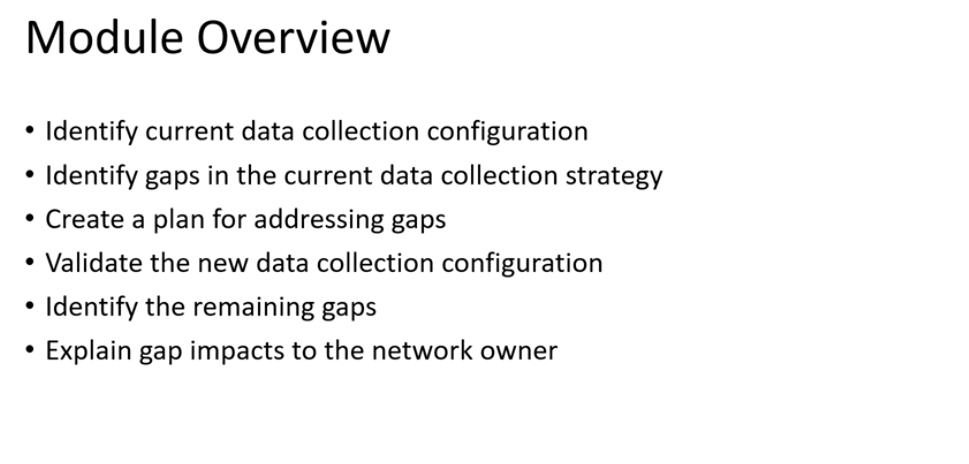 Module Overview
• Identify current data collection configuration
• Identify gaps in the current data collection strategy
• Create a plan for addressing gaps
• Validate the new data collection configuration
• Identify the remaining gaps
• Explain gap impacts to the network owner